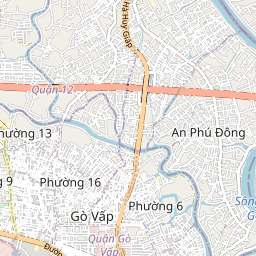 Hà Huy Giáp
Quận 12
An Phú Đông
Phường 13
Phường 16
Gò Vấp
Phường 6
Sông
Quận Gò
Vấp
Đườn